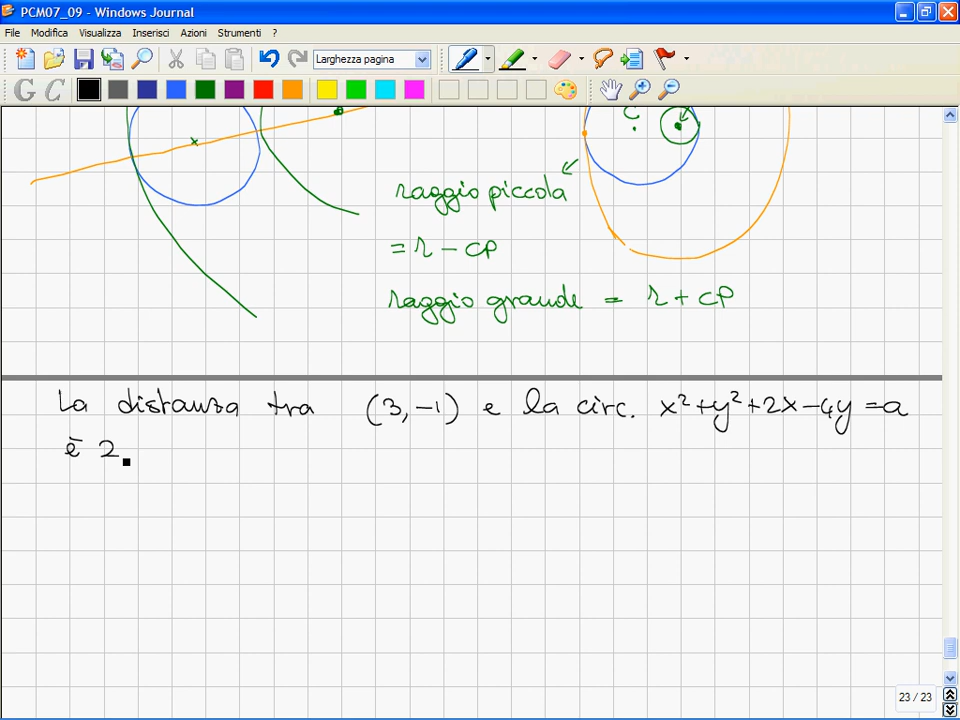 PCM07_09 - Windows Journal
File Modifica Visualizza Inserisci Azioni Strumenti ?
Larghezza pagina
G C
C
raggio piccola
= r - CP
raggio grande = r + CP
La distanza tra (3,-1) e la circ. x²+y²+2x-4y=a
è 2.
23 / 23